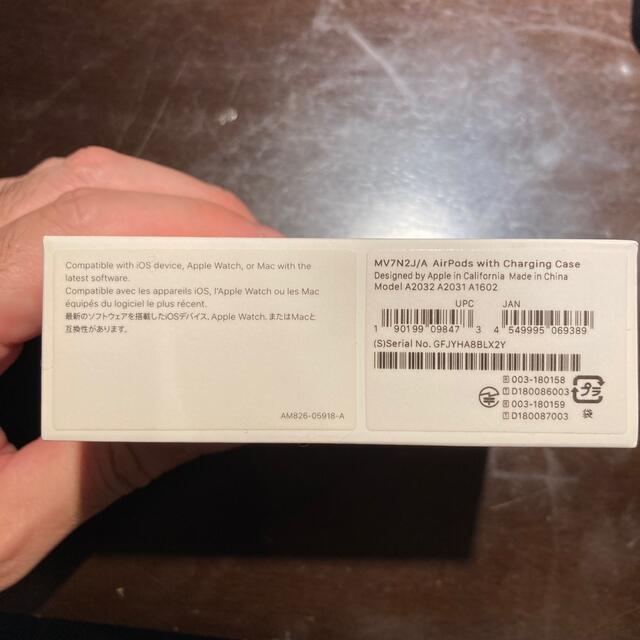 Compatible with iOS device, Apple Watch, or Mac with the
latest software.
Compatible avec les appareils iOS, l'Apple Watch ou les Mac
équipés du logiciel le plus récent.
最新のソフトウェアを搭載したiOSデバイス、Apple Watch、またはMacと
互換性があります。
AM826-05918-A
MV7N2J/A AirPods with Charging Case
Designed by Apple in California Made in China
Model A2032 A2031 A1602
UPC JAN
1 90199 09847 3 4 549995 069389
(S)Serial No. GFJYHA8BLX2Y
R 003-180158
T D180086003
R 003-180159
T D180087003
プラ
袋